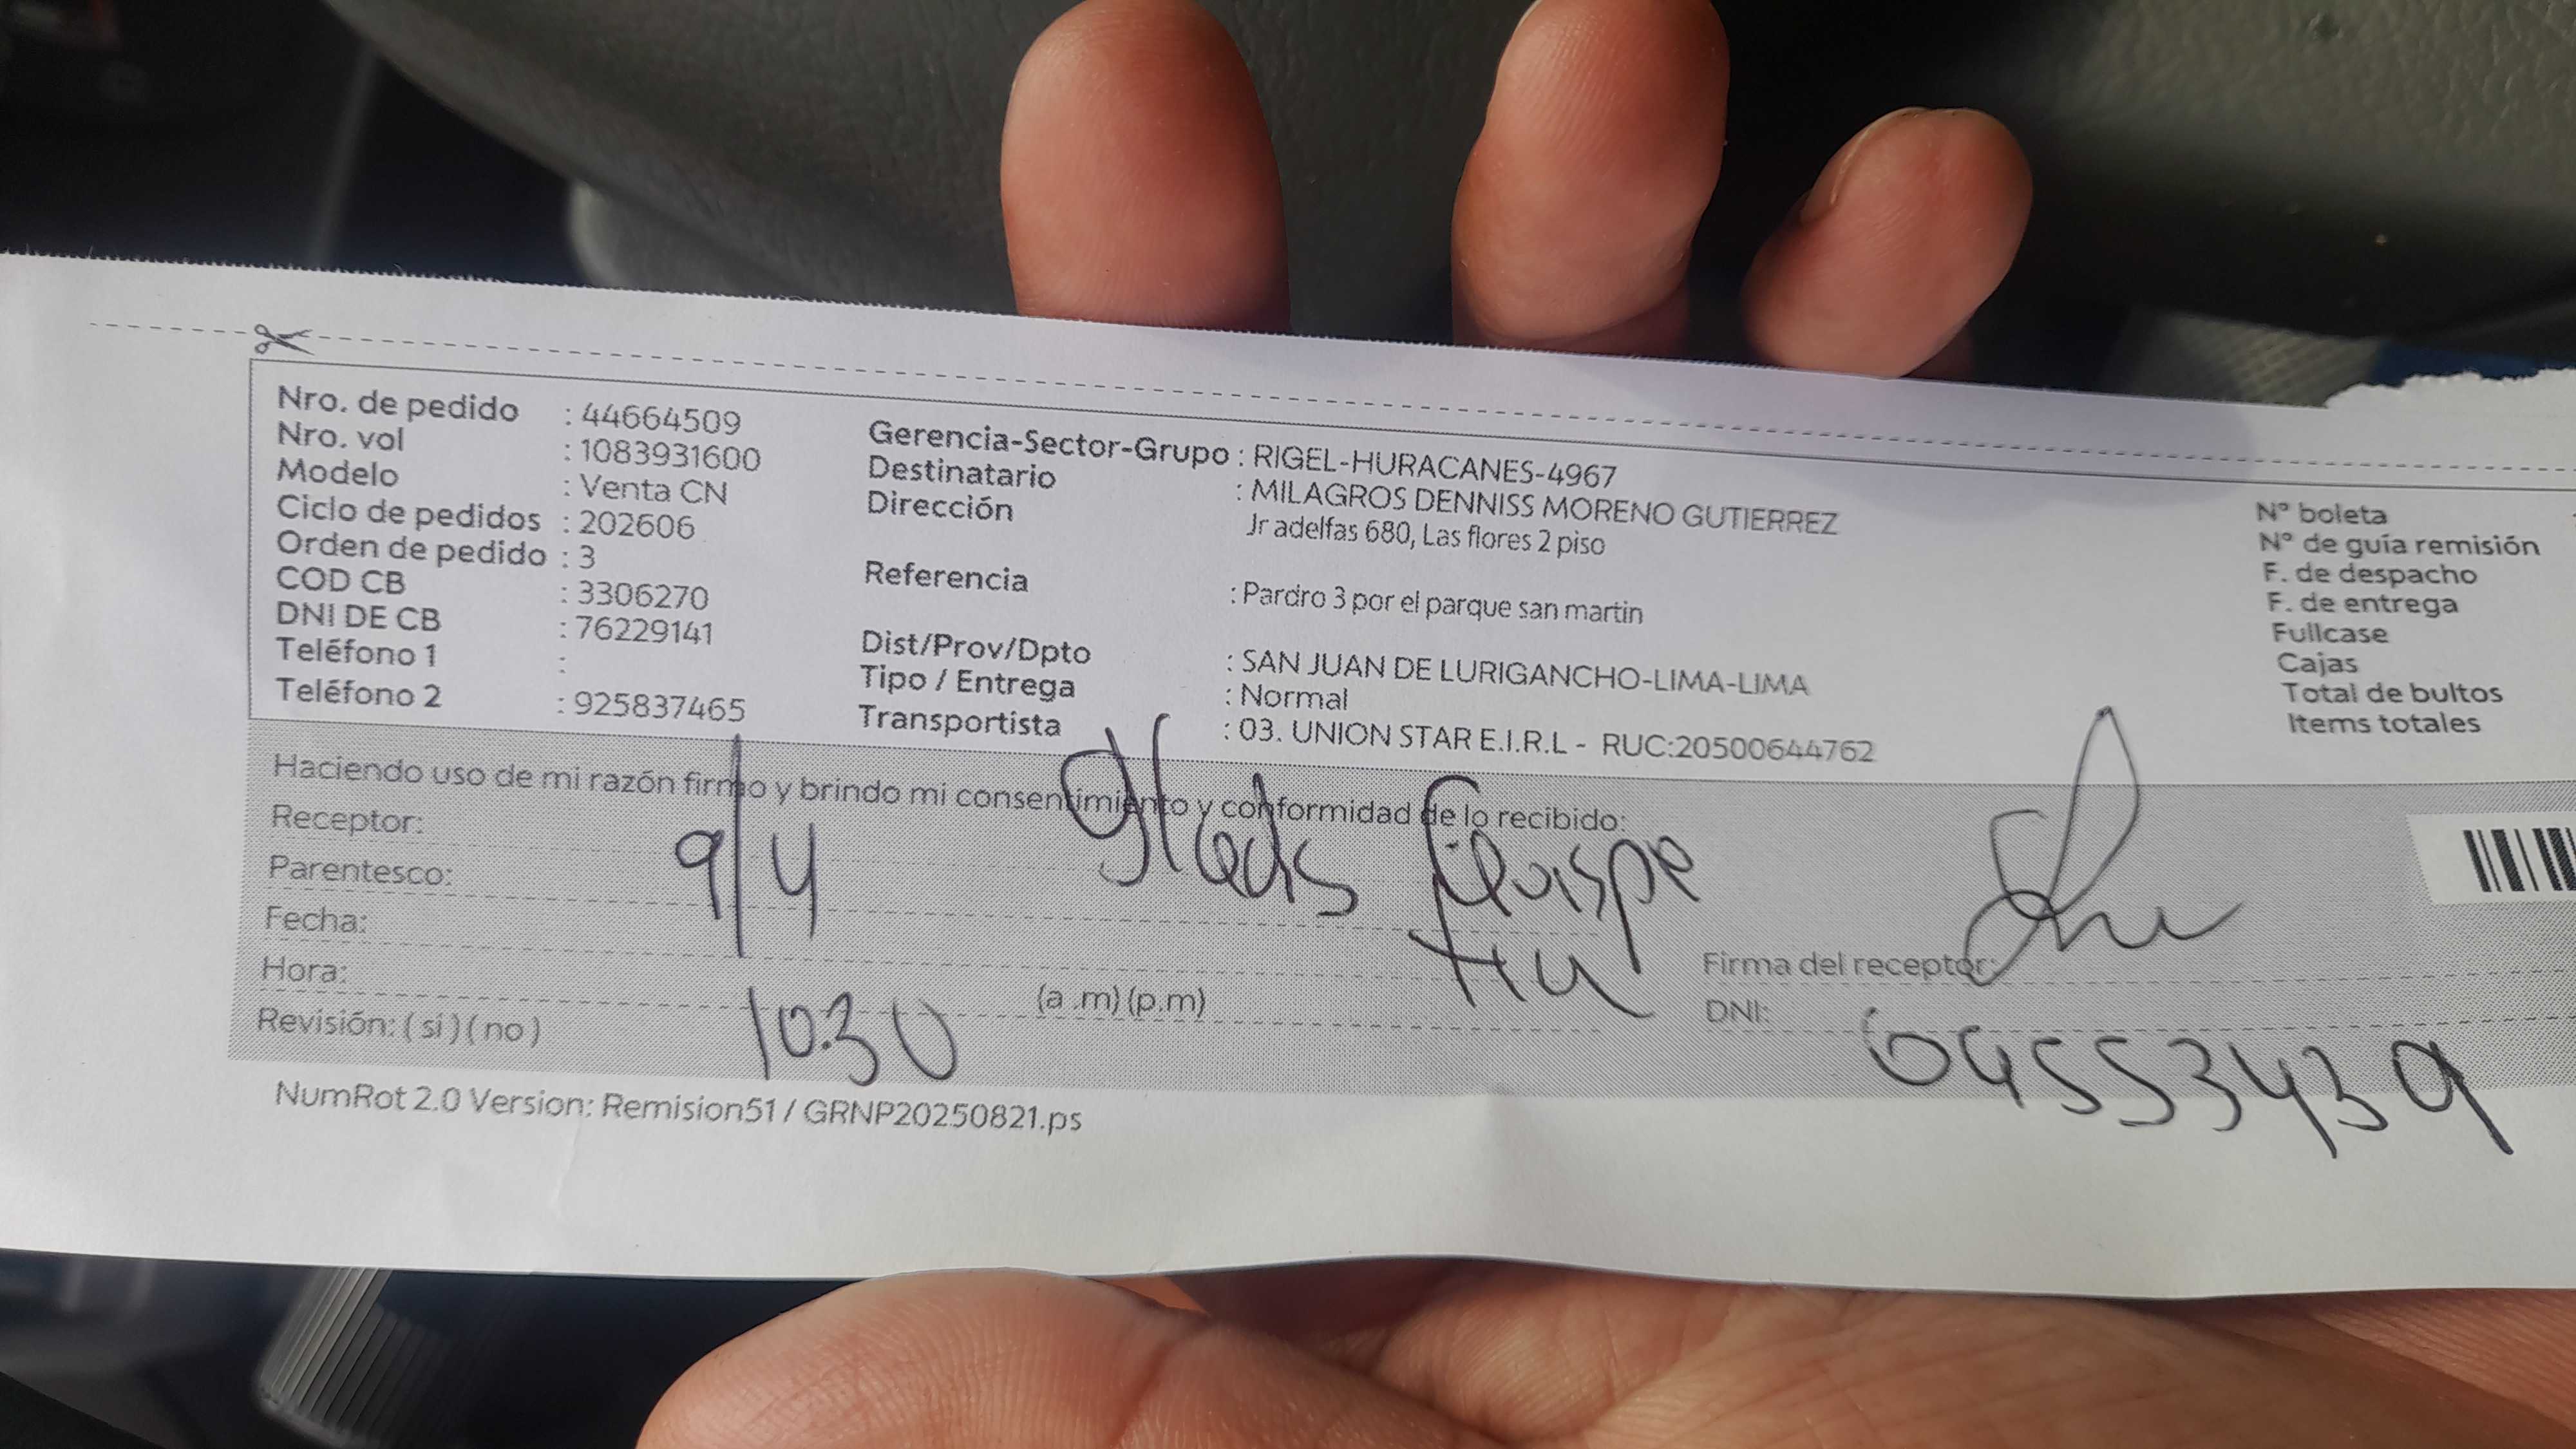 Nro. de pedido : 44664509
Nro. vol : 1083931600
Modelo : Venta CN
Ciclo de pedidos : 202606
Orden de pedido : 3
COD CB : 3306270
DNI DE CB : 76229141
Teléfono 1 :
Teléfono 2 : 925837465
Gerencia-Sector-Grupo : RIGEL-HURACANES-4967
Destinatario : MILAGROS DENNISS MORENO GUTIERREZ
Dirección Jr adelfas 680, Las flores 2 piso
Referencia : Pardro 3 por el parque san martin
Dist/Prov/Dpto : SAN JUAN DE LURIGANCHO-LIMA-LIMA
Tipo / Entrega : Normal
Transportista : 03. UNION STAR E.I.R.L - RUC:20500644762
N° boleta
N° de guía remisión
F. de despacho
F. de entrega
Fullcase
Cajas
Total de bultos
Items totales
Haciendo uso de mi razón firmo y brindo mi consentimiento y conformidad de lo recibido:
Receptor:
Parentesco: 9/4 Quispe
Fecha:
Hora: 10:30 (a .m) (p.m)
Revisión: ( si ) ( no )
Firma del receptor:
DNI:
NumRot 2.0 Version: Remision51 / GRNP20250821.ps